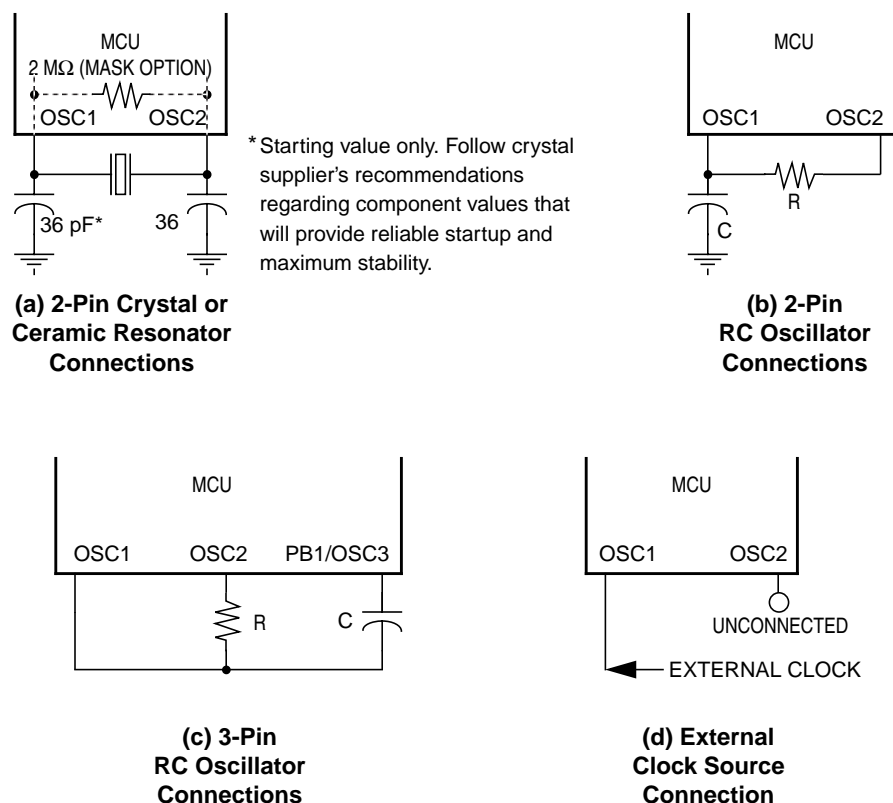 MCU
2 MΩ (MASK OPTION)
OSC1 OSC2
36 pF* 36
* Starting value only. Follow crystal
supplier’s recommendations
regarding component values that
will provide reliable startup and
maximum stability.
(a) 2-Pin Crystal or
Ceramic Resonator
Connections
MCU
OSC1 OSC2
R
C
(b) 2-Pin
RC Oscillator
Connections
MCU
OSC1 OSC2 PB1/OSC3
R C
(c) 3-Pin
RC Oscillator
Connections
MCU
OSC1 OSC2
UNCONNECTED
EXTERNAL CLOCK
(d) External
Clock Source
Connection